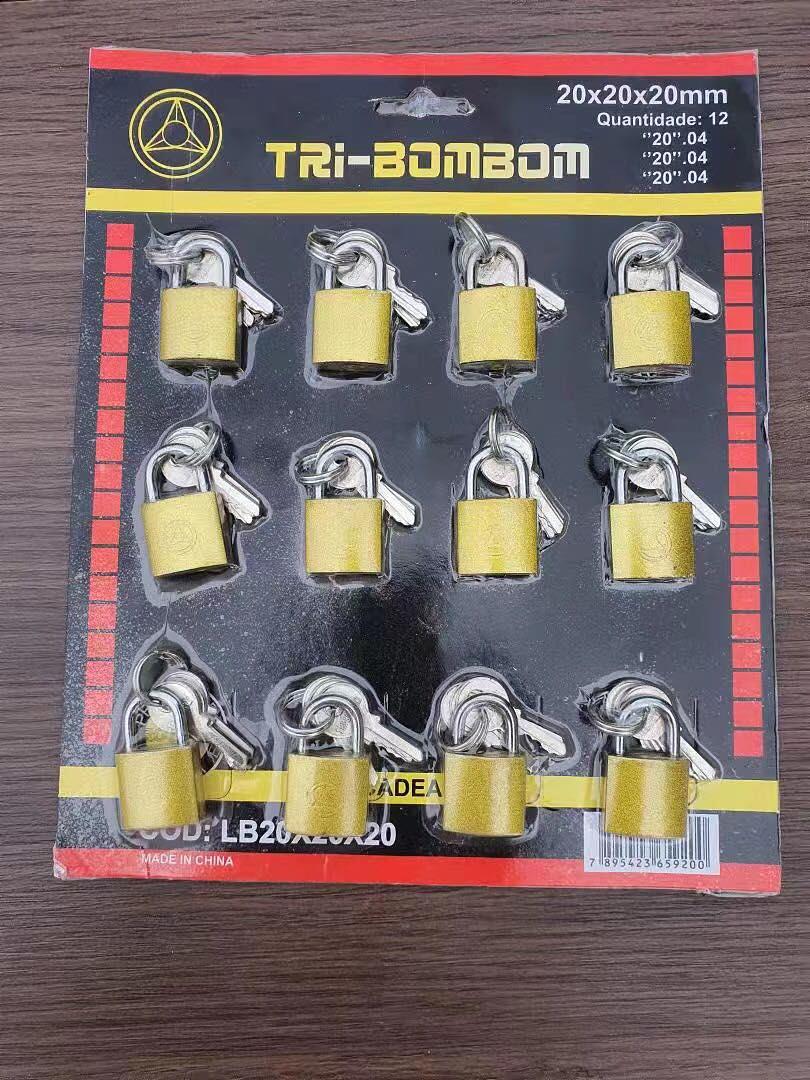 20x20x20mm
Quantidade: 12
TRi-BOMBOM
‘’20’’.04
‘’20’’.04
‘’20’’.04
ADEA
COD: LB20X20X20
MADE IN CHINA
7 895423 659200